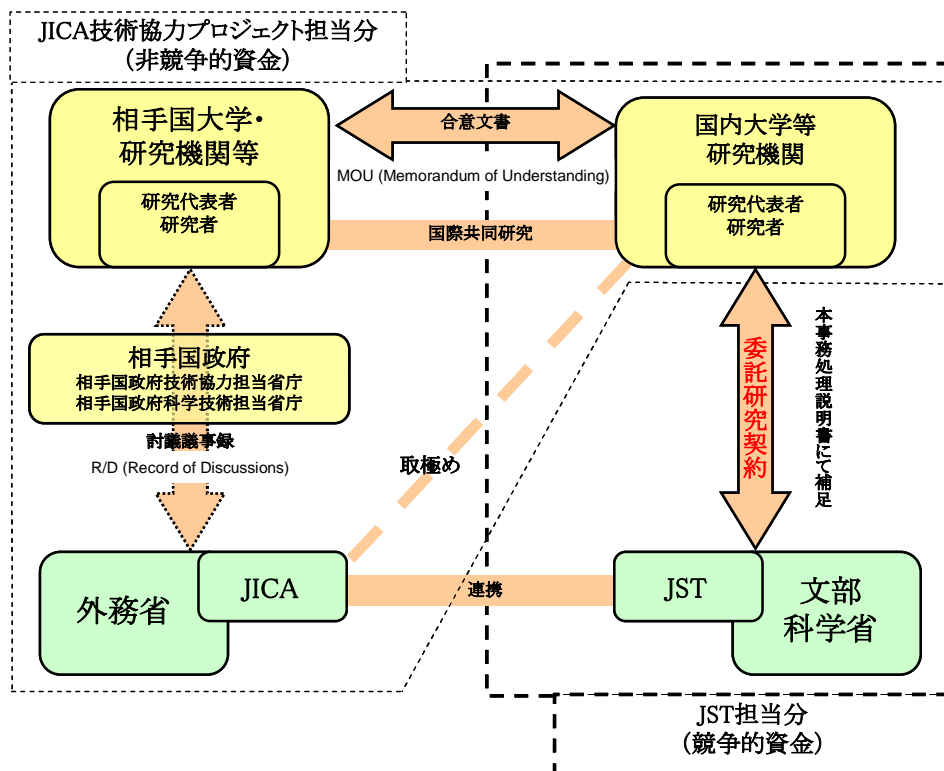 JICA技術協力プロジェクト担当分
（非競争的資金）
相手国大学・
研究機関等
研究代表者
研究者
合意文書
MOU (Memorandum of Understanding)
国際共同研究
国内大学等
研究機関
研究代表者
研究者
相手国政府
相手国政府技術協力担当省庁
相手国政府科学技術担当省庁
討議議事録
R/D (Record of Discussions)
取極め
委託研究契約
本事務処理説明書にて補足
外務省
JICA
連携
JST
文部
科学省
JST担当分
（競争的資金）